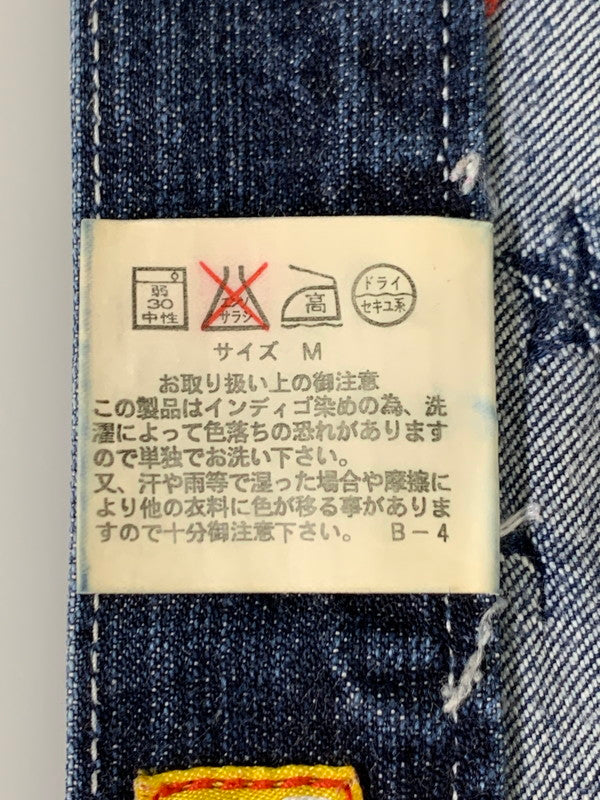 弱
30
中性
エンソ
サラシ
高
ドライ
セキユ系
サイズ M
お取り扱い上の御注意
この製品はインディゴ染めの為、洗
濯によって色落ちの恐れがあります
ので単独でお洗い下さい。
又、汗や雨等で湿った場合や摩擦に
より他の衣料に色が移る事がありま
すので十分御注意下さい。 B-4